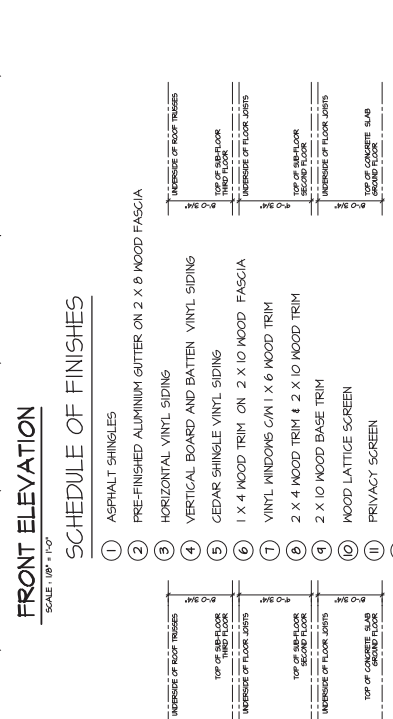 FRONT ELEVATION
SCALE : 1/8" = 1'-0"
SCHEDULE OF FINISHES
1 ASPHALT SHINGLES
2 PRE-FINISHED ALUMINIUM GUTTER ON 2 X 8 WOOD FASCIA
3 HORIZONTAL VINYL SIDING
4 VERTICAL BOARD AND BATTEN VINYL SIDING
5 CEDAR SHINGLE VINYL SIDING
6 1 X 4 WOOD TRIM ON 2 X 10 WOOD FASCIA
7 VINYL WINDOWS C/W 1 X 6 WOOD TRIM
8 2 X 4 WOOD TRIM & 2 X 10 WOOD TRIM
9 2 X 10 WOOD BASE TRIM
10 WOOD LATTICE SCREEN
11 PRIVACY SCREEN
UNDERSIDE OF ROOF TRUSSES
8'-0 3/4"
TOP OF SUB-FLOOR
THIRD FLOOR
UNDERSIDE OF FLOOR JOISTS
9'-0 3/4"
TOP OF SUB-FLOOR
SECOND FLOOR
UNDERSIDE OF FLOOR JOISTS
8'-0 3/4"
TOP OF CONCRETE SLAB
GROUND FLOOR
UNDERSIDE OF ROOF TRUSSES
8'-0 3/4"
TOP OF SUB-FLOOR
THIRD FLOOR
UNDERSIDE OF FLOOR JOISTS
9'-0 3/4"
TOP OF SUB-FLOOR
SECOND FLOOR
UNDERSIDE OF FLOOR JOISTS
8'-0 3/4"
TOP OF CONCRETE SLAB
GROUND FLOOR